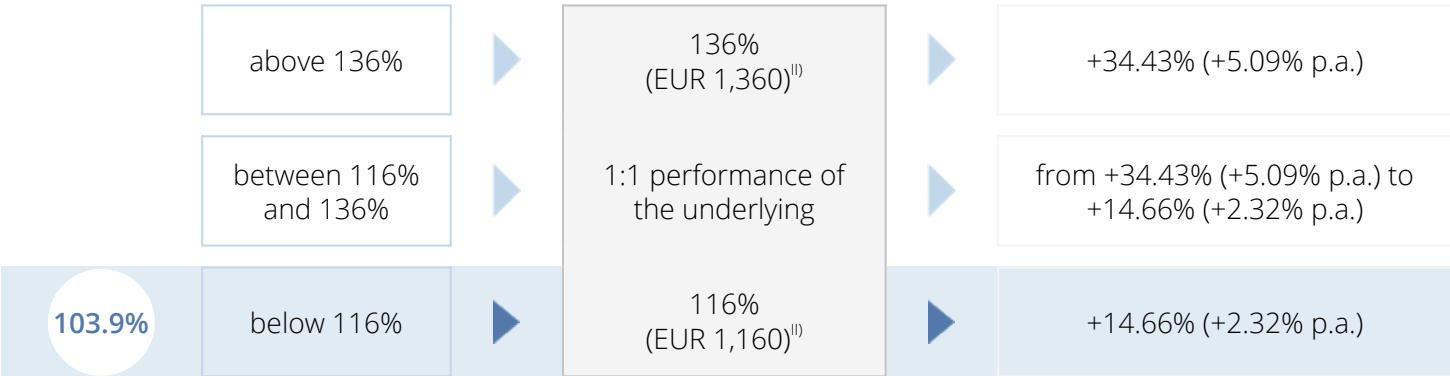 above 136%
136%
(EUR 1,360)II)
+34.43% (+5.09% p.a.)
between 116%
and 136%
1:1 performance of
the underlying
from +34.43% (+5.09% p.a.) to
+14.66% (+2.32% p.a.)
103.9%
below 116%
116%
(EUR 1,160)II)
+14.66% (+2.32% p.a.)